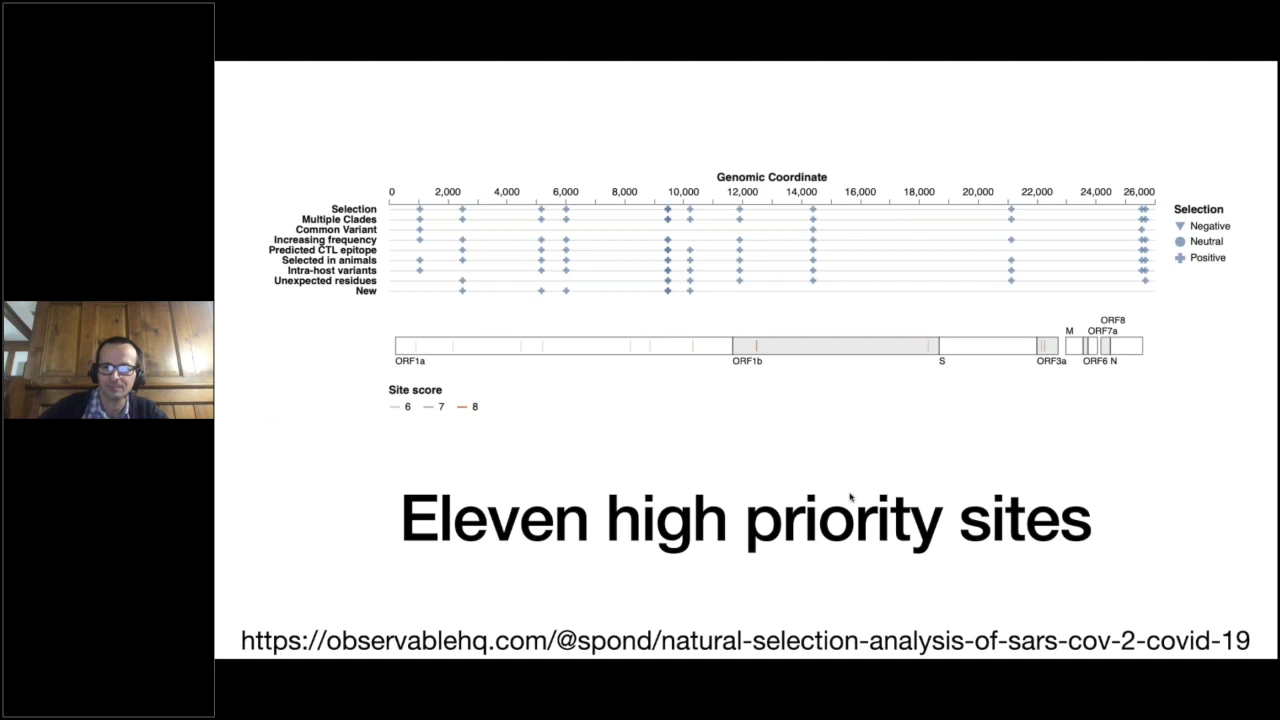 Genomic Coordinate
0 2,000 4,000 6,000 8,000 10,000 12,000 14,000 16,000 18,000 20,000 22,000 24,000 26,000
Selection
Multiple Clades
Common Variant
Increasing frequency
Predicted CTL epitope
Selected in animals
Intra-host variants
Unexpected residues
New
Selection
Negative
Neutral
Positive
ORF8
M ORF7a
ORF1a ORF1b S ORF3a ORF6 N
Site score
6 7 8
Eleven high priority sites
https://observablehq.com/@spond/natural-selection-analysis-of-sars-cov-2-covid-19